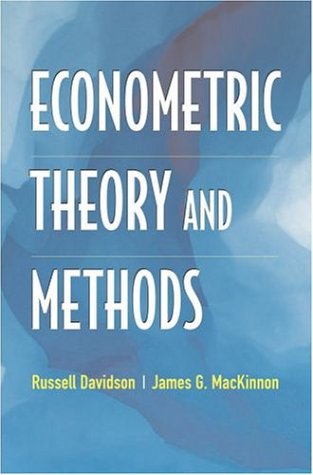 ECONOMETRIC
THEORY AND
METHODS
Russell Davidson | James G. MacKinnon